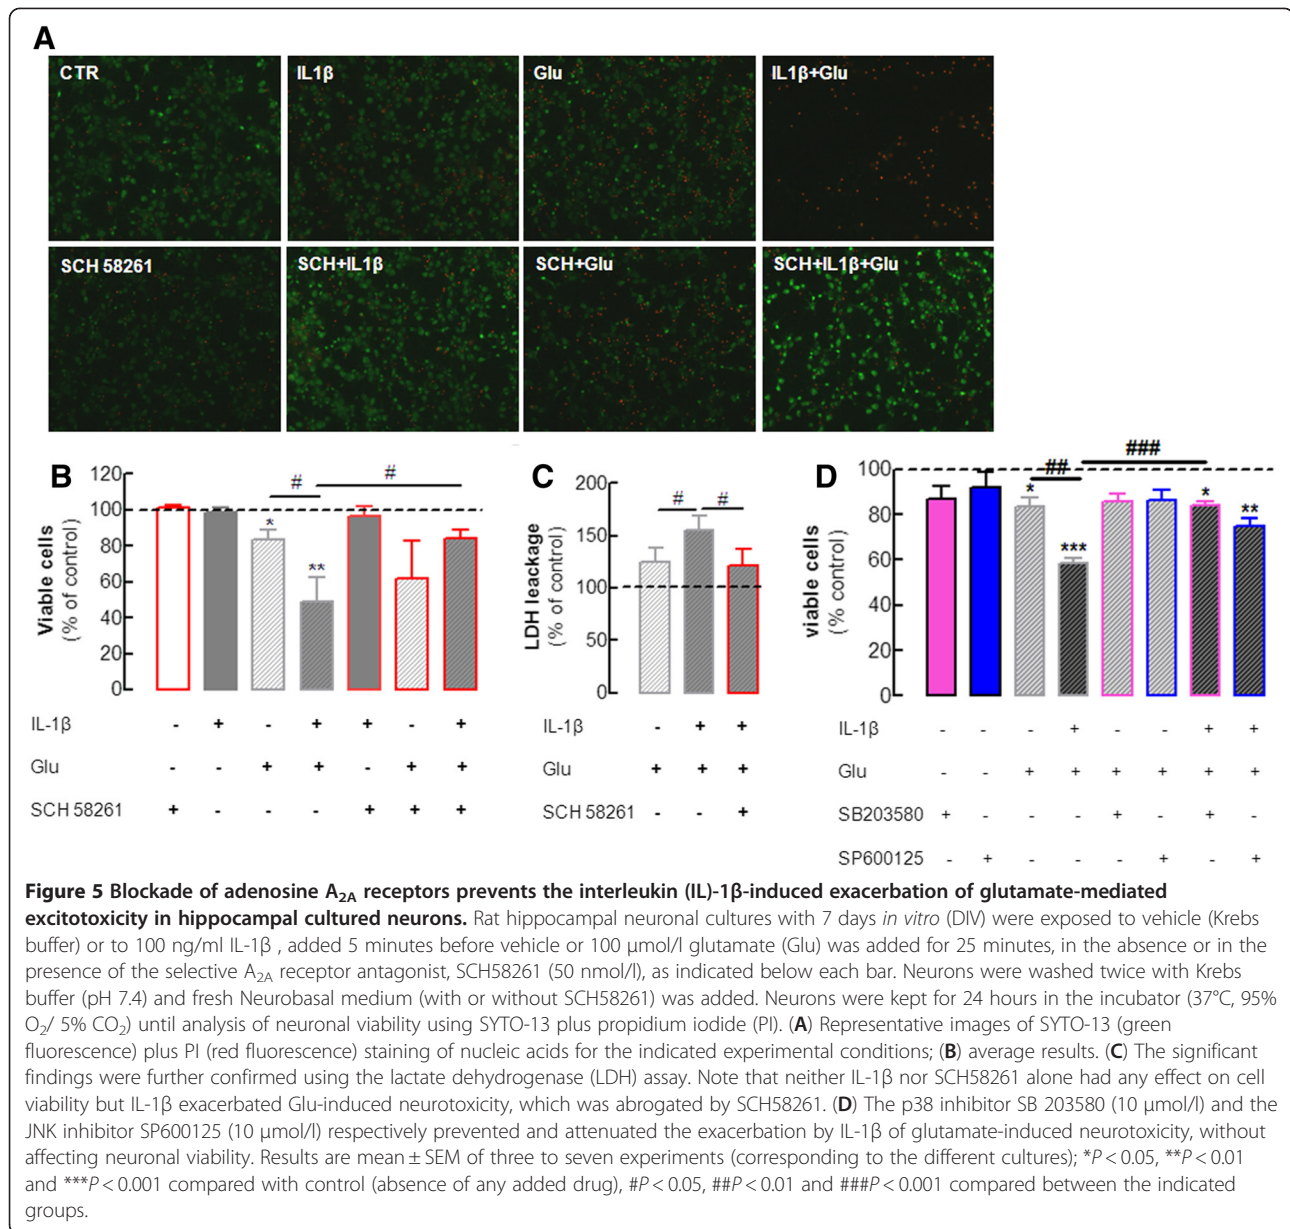 A
CTR
IL1β
Glu
IL1β+Glu
SCH 58261
SCH+IL1β
SCH+Glu
SCH+IL1β+Glu
B
Viable cells
(% of control)
120
100
80
60
40
20
0
*
#
**
#
IL-1β - + - + + - +
Glu - - + + - + +
SCH 58261 + - - - + + +
C
LDH leackage
(% of control)
200
150
100
50
0
#
#
IL-1β - + +
Glu + + +
SCH 58261 - - +
D
viable cells
(% control)
100
80
60
40
20
0
*
##
***
###
*
**
IL-1β - - - + - - + +
Glu - - + + + + + +
SB203580 + - - - + - + -
SP600125 - + - - - + - +
Figure 5 Blockade of adenosine A2A receptors prevents the interleukin (IL)-1β-induced exacerbation of glutamate-mediated
excitotoxicity in hippocampal cultured neurons. Rat hippocampal neuronal cultures with 7 days in vitro (DIV) were exposed to vehicle (Krebs
buffer) or to 100 ng/ml IL-1β , added 5 minutes before vehicle or 100 μmol/l glutamate (Glu) was added for 25 minutes, in the absence or in the
presence of the selective A2A receptor antagonist, SCH58261 (50 nmol/l), as indicated below each bar. Neurons were washed twice with Krebs
buffer (pH 7.4) and fresh Neurobasal medium (with or without SCH58261) was added. Neurons were kept for 24 hours in the incubator (37°C, 95%
O2/ 5% CO2) until analysis of neuronal viability using SYTO-13 plus propidium iodide (PI). (A) Representative images of SYTO-13 (green
fluorescence) plus PI (red fluorescence) staining of nucleic acids for the indicated experimental conditions; (B) average results. (C) The significant
findings were further confirmed using the lactate dehydrogenase (LDH) assay. Note that neither IL-1β nor SCH58261 alone had any effect on cell
viability but IL-1β exacerbated Glu-induced neurotoxicity, which was abrogated by SCH58261. (D) The p38 inhibitor SB 203580 (10 μmol/l) and the
JNK inhibitor SP600125 (10 μmol/l) respectively prevented and attenuated the exacerbation by IL-1β of glutamate-induced neurotoxicity, without
affecting neuronal viability. Results are mean ± SEM of three to seven experiments (corresponding to the different cultures); *P < 0.05, **P < 0.01
and ***P < 0.001 compared with control (absence of any added drug), #P < 0.05, ##P < 0.01 and ###P < 0.001 compared between the indicated
groups.